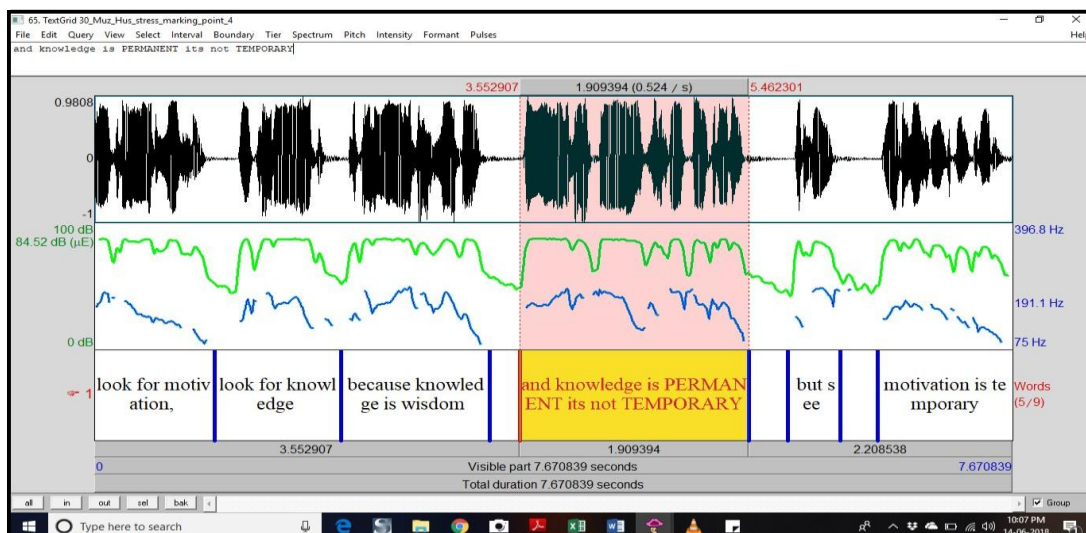 65. TextGrid 30_Muz_Hus_stress_marking_point_4
File Edit Query View Select Interval Boundary Tier Spectrum Pitch Intensity Formant Pulses Help
and knowledge is PERMANENT its not TEMPORARY
3.552907 1.909394 (0.524 / s) 5.462301
0.9808
0
-1
100 dB 396.8 Hz
84.52 dB (µE)
191.1 Hz
0 dB 75 Hz
look for motiv
ation,
look for knowl
edge
because knowled
ge is wisdom
and knowledge is PERMAN
ENT its not TEMPORARY
but s
ee
motivation is te
mporary
1
Words
(5/9)
3.552907 1.909394 2.208538
0 Visible part 7.670839 seconds 7.670839
Total duration 7.670839 seconds
all in out sel bak Group
Type here to search
10:07 PM
14-06-2018